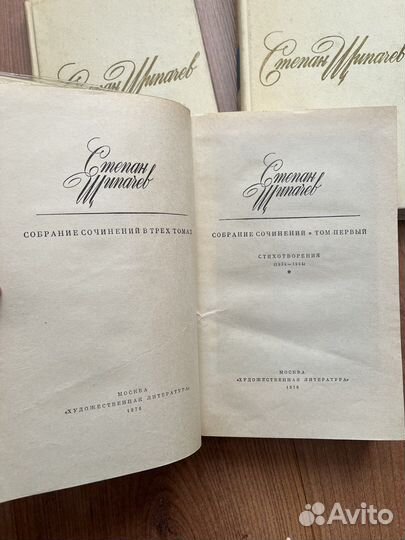 Степан Щипачев
Степан Щипачев
Степан
Щипачев
СОБРАНИЕ СОЧИНЕНИЙ В ТРЕХ ТОМАХ
МОСКВА
«ХУДОЖЕСТВЕННАЯ ЛИТЕРАТУРА»
1976
Степан
Щипачев
СОБРАНИЕ СОЧИНЕНИЙ * ТОМ ПЕРВЫЙ
СТИХОТВОРЕНИЯ
МОСКВА
«ХУДОЖЕСТВЕННАЯ ЛИТЕРАТУРА»
1976
Avito